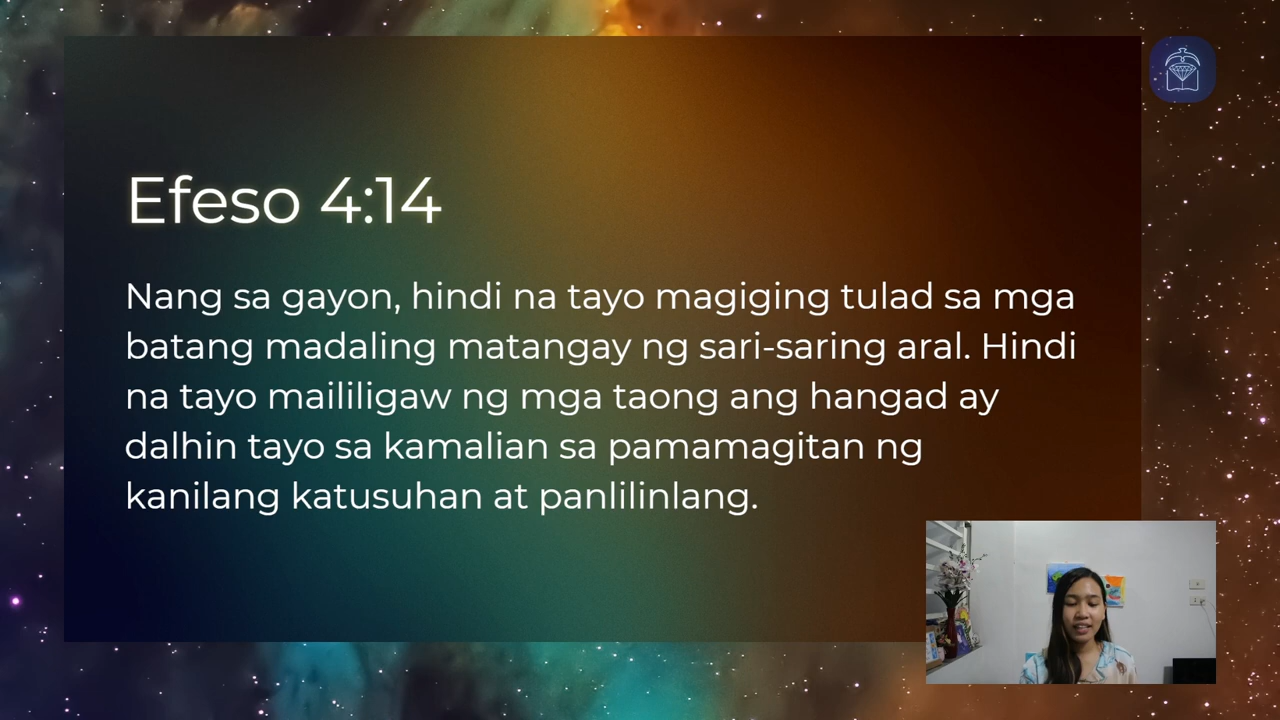 Efeso 4:14
Nang sa gayon, hindi na tayo magiging tulad sa mga
batang madaling matangay ng sari-saring aral. Hindi
na tayo maililigaw ng mga taong ang hangad ay
dalhin tayo sa kamalian sa pamamagitan ng
kanilang katusuhan at panlilinlang.